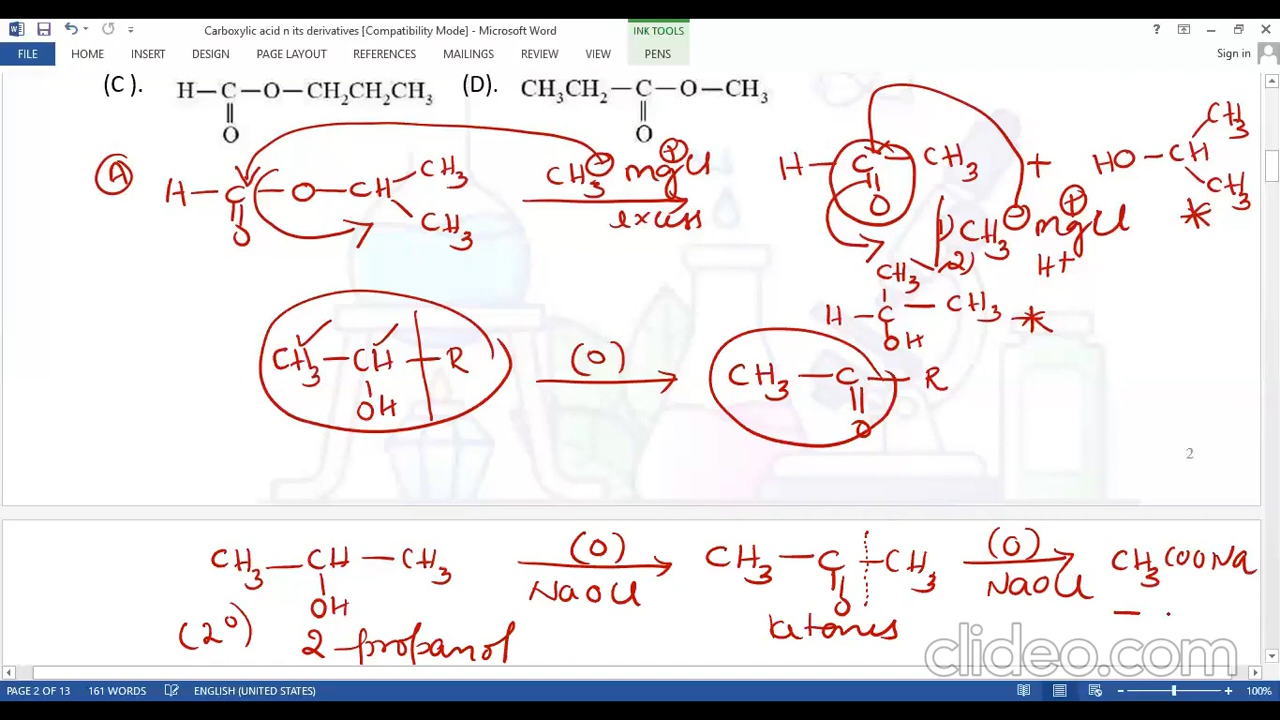 Carboxylic acid n its derivatives [Compatibility Mode] - Microsoft Word
INK TOOLS
Sign in
FILE HOME INSERT DESIGN PAGE LAYOUT REFERENCES MAILINGS REVIEW VIEW PENS
(C ). H—C—O—CH₂CH₂CH₃ (D). CH₃CH₂—C—O—CH₃
O O
A H—C—O—CH CH₃ CH₃ CH₃⊖ ⊕mgCl H—C—CH₃ + HO—CH CH₃ CH₃ *
O excess O 1) CH₃⊖ ⊕mgCl
2) H+
CH₃
H—C—CH₃ *
OH
CH₃—CH—R (O) CH₃—C—R
OH O
2
CH₃—CH—CH₃ (O) CH₃—C—CH₃ (O) CH₃COONa
OH NaOCl O NaOCl
(2°) 2-propanol ketones
clideo.com
PAGE 2 OF 13 161 WORDS ENGLISH (UNITED STATES) 100%